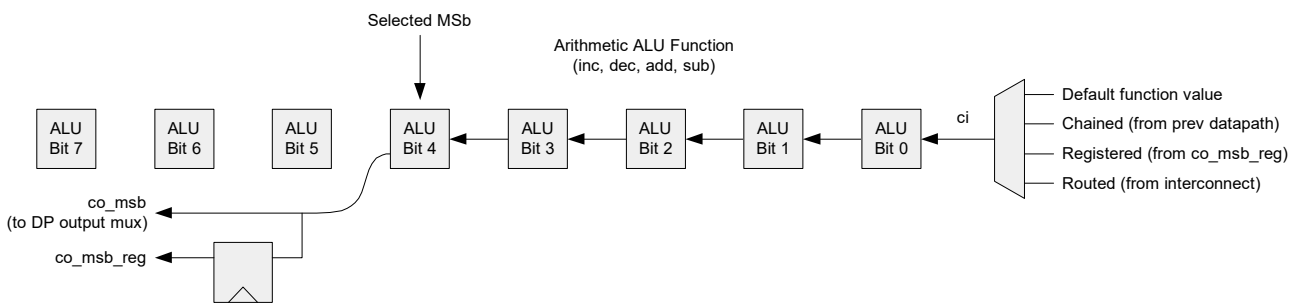 Selected MSb
Arithmetic ALU Function
(inc, dec, add, sub)
ALU
Bit 7
ALU
Bit 6
ALU
Bit 5
ALU
Bit 4
ALU
Bit 3
ALU
Bit 2
ALU
Bit 1
ALU
Bit 0
ci
Default function value
Chained (from prev datapath)
Registered (from co_msb_reg)
Routed (from interconnect)
co_msb
(to DP output mux)
co_msb_reg